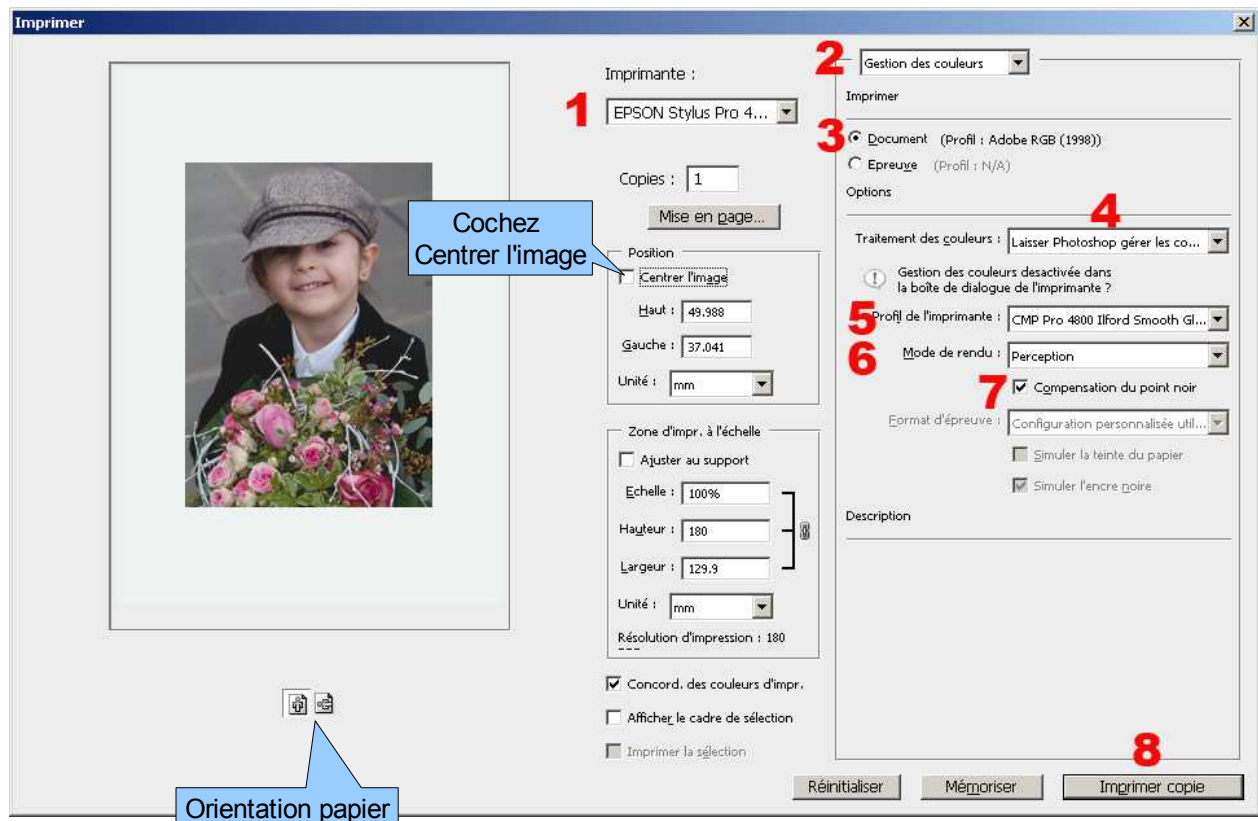 Imprimer
Imprimante :
1
EPSON Stylus Pro 4...
Copies : 1
Mise en page...
Cochez
Centrer l'image
Position
Centrer l'image
Haut : 49.988
Gauche : 37.041
Unité : mm
Zone d'impr. à l'échelle
Ajuster au support
Echelle : 100%
Hauteur : 180
Largeur : 129.9
Unité : mm
Résolution d'impression : 180
Concord. des couleurs d'impr.
Afficher le cadre de sélection
Imprimer la sélection
Orientation papier
2
Gestion des couleurs
Imprimer
3
Document (Profil : Adobe RGB (1998))
Epreuve (Profil : N/A)
Options
4
Traitement des couleurs : Laisser Photoshop gérer les co...
Gestion des couleurs desactivée dans
la boîte de dialogue de l'imprimante ?
5
Profil de l'imprimante : CMP Pro 4800 Ilford Smooth Gl...
6
Mode de rendu : Perception
7
Compensation du point noir
Format d'épreuve : Configuration personnalisée util...
Simuler la teinte du papier
Simuler l'encre noire
Description
8
Réinitialiser
Mémoriser
Imprimer copie